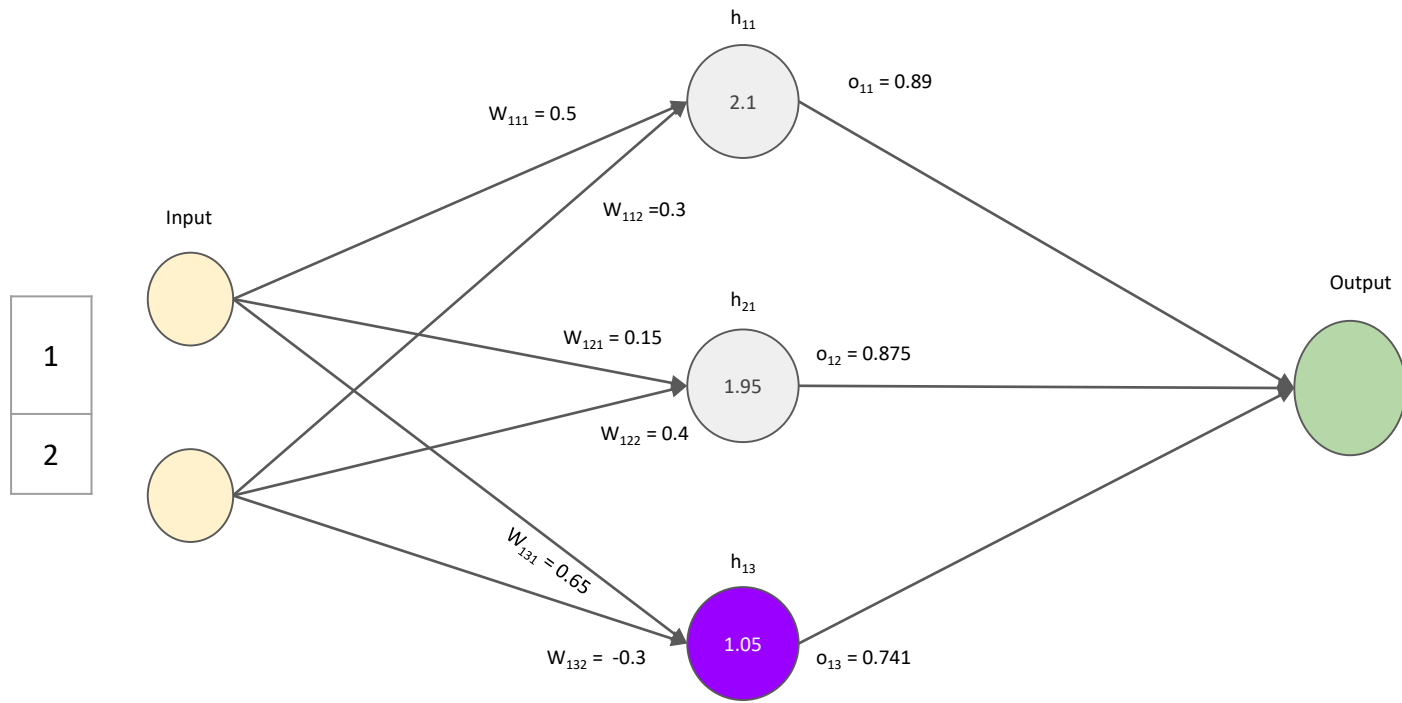 h₁₁
2.1
o₁₁ = 0.89
W₁₁₁ = 0.5
W₁₁₂ =0.3
Input
1
2
h₂₁
1.95
W₁₂₁ = 0.15
o₁₂ = 0.875
W₁₂₂ = 0.4
Output
W₁₃₁ = 0.65
h₁₃
1.05
W₁₃₂ = -0.3
o₁₃ = 0.741